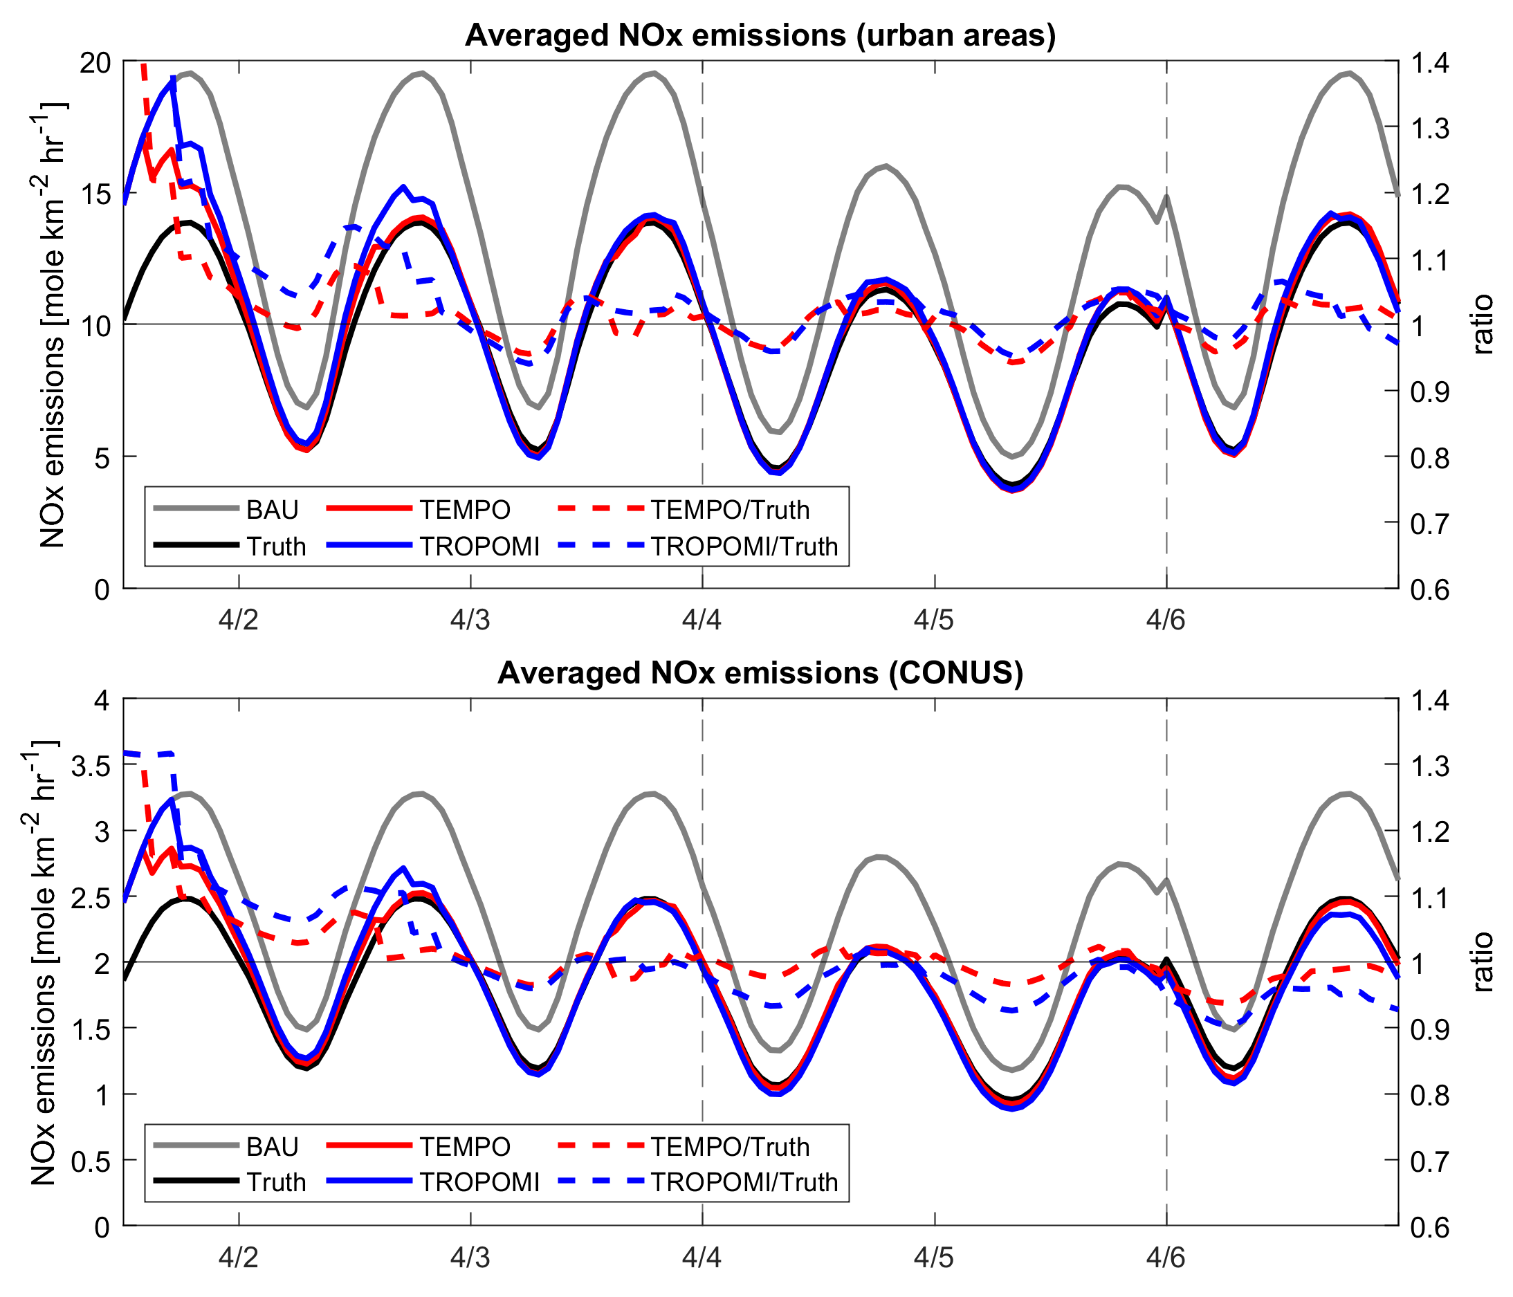 Averaged NOx emissions (urban areas)
NOx emissions [mole km-2 hr-1]
20
15
10
5
0
1.4
1.3
1.2
1.1
1
0.9
0.8
0.7
0.6
ratio
BAU TEMPO TEMPO/Truth
Truth TROPOMI TROPOMI/Truth
4/2 4/3 4/4 4/5 4/6
Averaged NOx emissions (CONUS)
NOx emissions [mole km-2 hr-1]
4
3.5
3
2.5
2
1.5
1
0.5
0
1.4
1.3
1.2
1.1
1
0.9
0.8
0.7
0.6
ratio
BAU TEMPO TEMPO/Truth
Truth TROPOMI TROPOMI/Truth
4/2 4/3 4/4 4/5 4/6